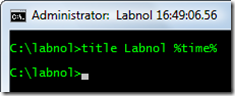 Administrator: Labnol 16:49:06.56
C:\labnol>title Labnol %time%
C:\labnol>